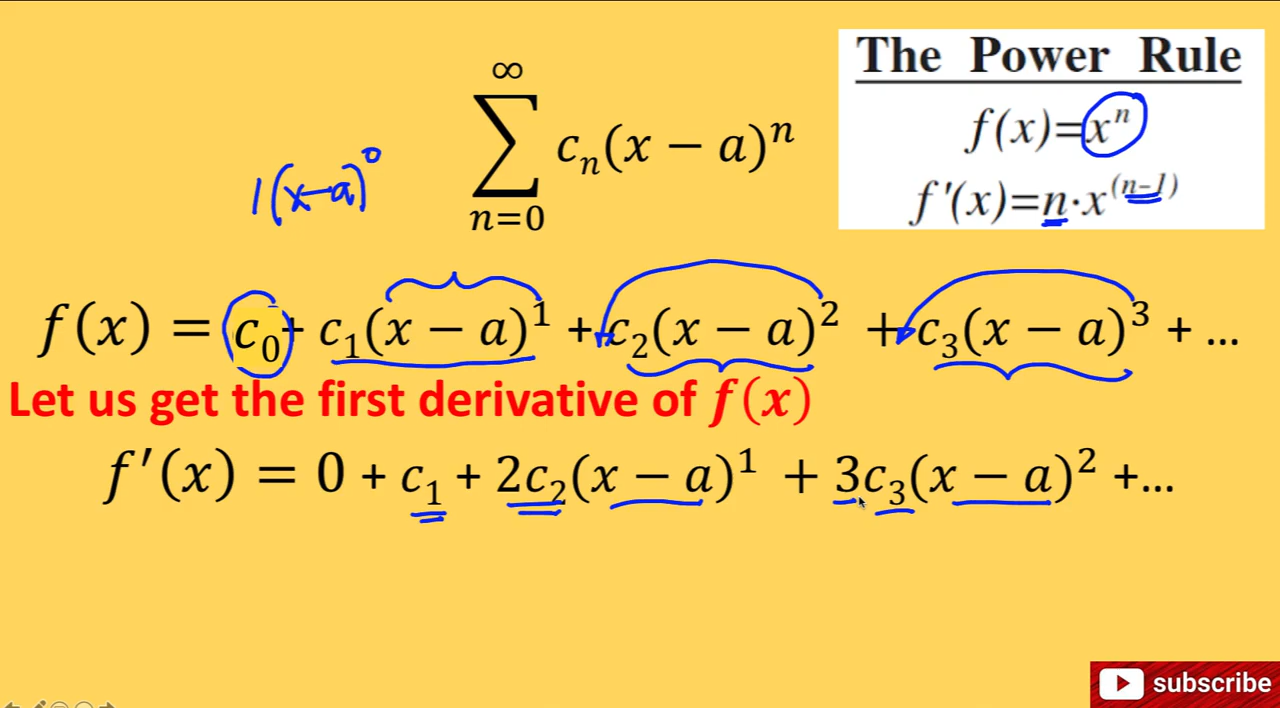 The Power Rule
f(x)=xⁿ
f'(x)=n·x⁽ⁿ⁻¹⁾
∞
∑ cₙ(x − a)ⁿ
n=0
1(x-a)⁰
f(x) = c₀+ c₁(x − a)¹ + c₂(x − a)² + c₃(x − a)³ + ...
Let us get the first derivative of f(x)
f′(x) = 0 + c₁ + 2c₂(x − a)¹ + 3c₃(x − a)² +...
subscribe